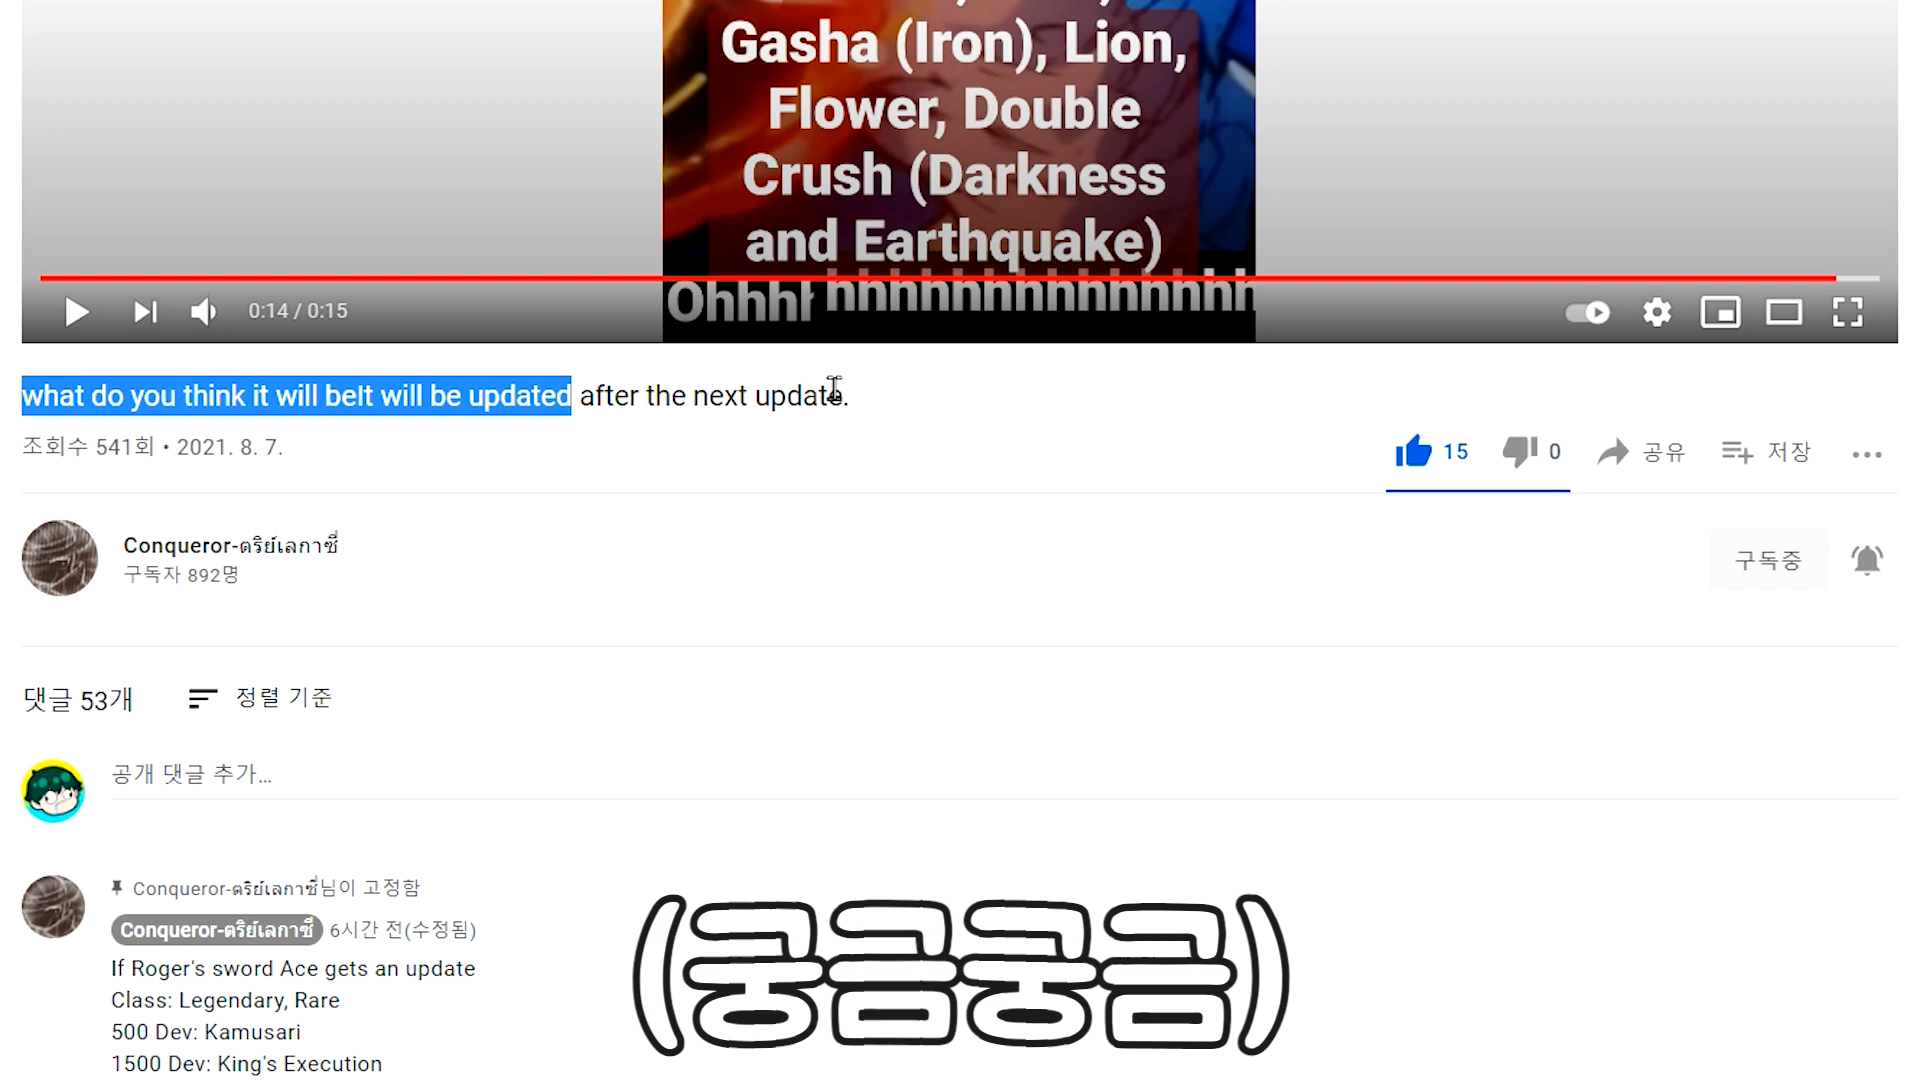 Gasha (Iron), Lion,
Flower, Double
Crush (Darkness
and Earthquake)
Ohhhh hhhhhhhhhhhhhhh
0:14 / 0:15
what do you think it will belt will be updated after the next update.
조회수 541회 • 2021. 8. 7.
15
0
공유
저장
Conqueror-ตรีย์เลกาซี่
구독자 892명
구독중
댓글 53개
정렬 기준
공개 댓글 추가...
Conqueror-ตรีย์เลกาซี่님이 고정함
Conqueror-ตรีย์เลกาซี่ 6시간 전(수정됨)
If Roger's sword Ace gets an update
Class: Legendary, Rare
500 Dev: Kamusari
1500 Dev: King's Execution
(궁금궁금)